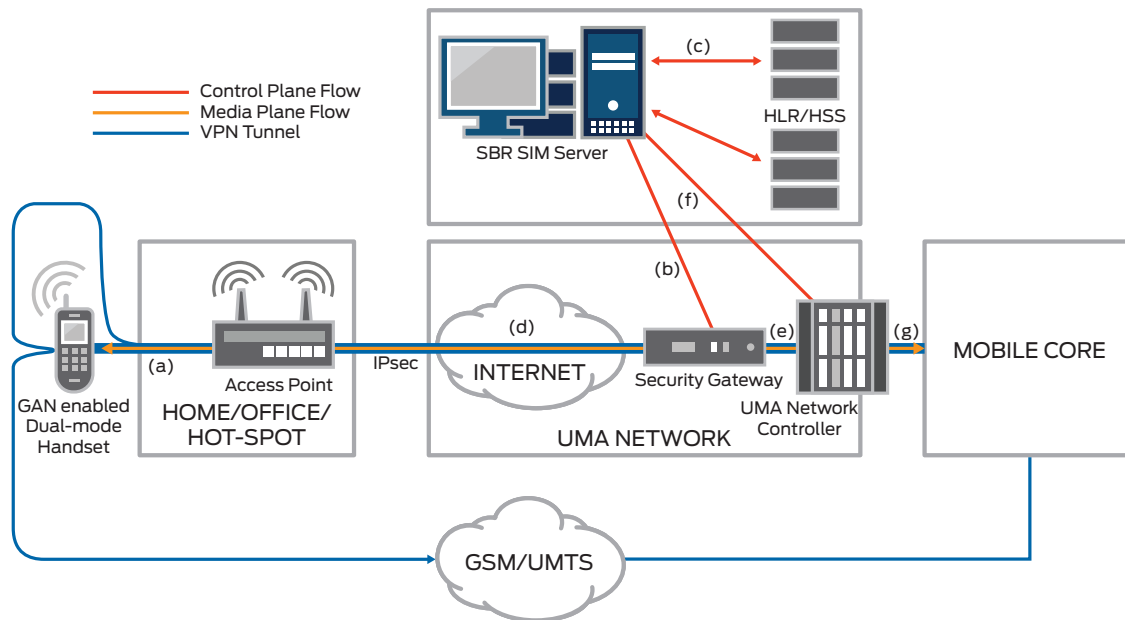 Control Plane Flow
Media Plane Flow
VPN Tunnel
(c)
HLR/HSS
SBR SIM Server
(f)
(b)
(d)
(e)
(g)
(a)
IPsec
INTERNET
MOBILE CORE
Access Point
Security Gateway
GAN enabled
Dual-mode
Handset
HOME/OFFICE/
HOT-SPOT
UMA Network
Controller
UMA NETWORK
GSM/UMTS